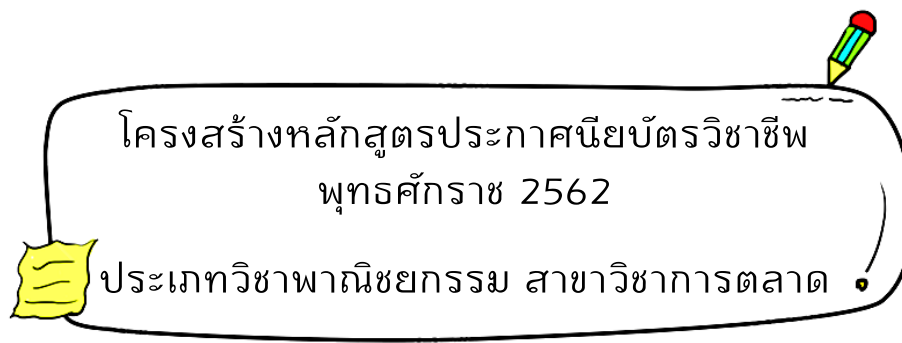 โครงสร้างหลักสูตรประกาศนียบัตรวิชาชีพ
พุทธศักราช 2562
ประเภทวิชาพาณิชยกรรม สาขาวิชาการตลาด